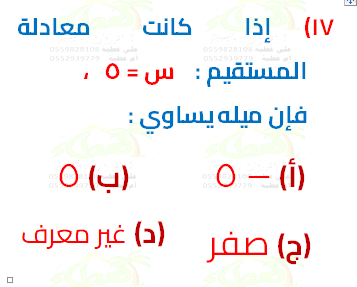 ١٧) إذا كانت معادلة
المستقيم : س = ٥ ،
فإن ميله يساوي :
(أ) – ٥ (ب) ٥
(ج) صفر (د) غير معرف